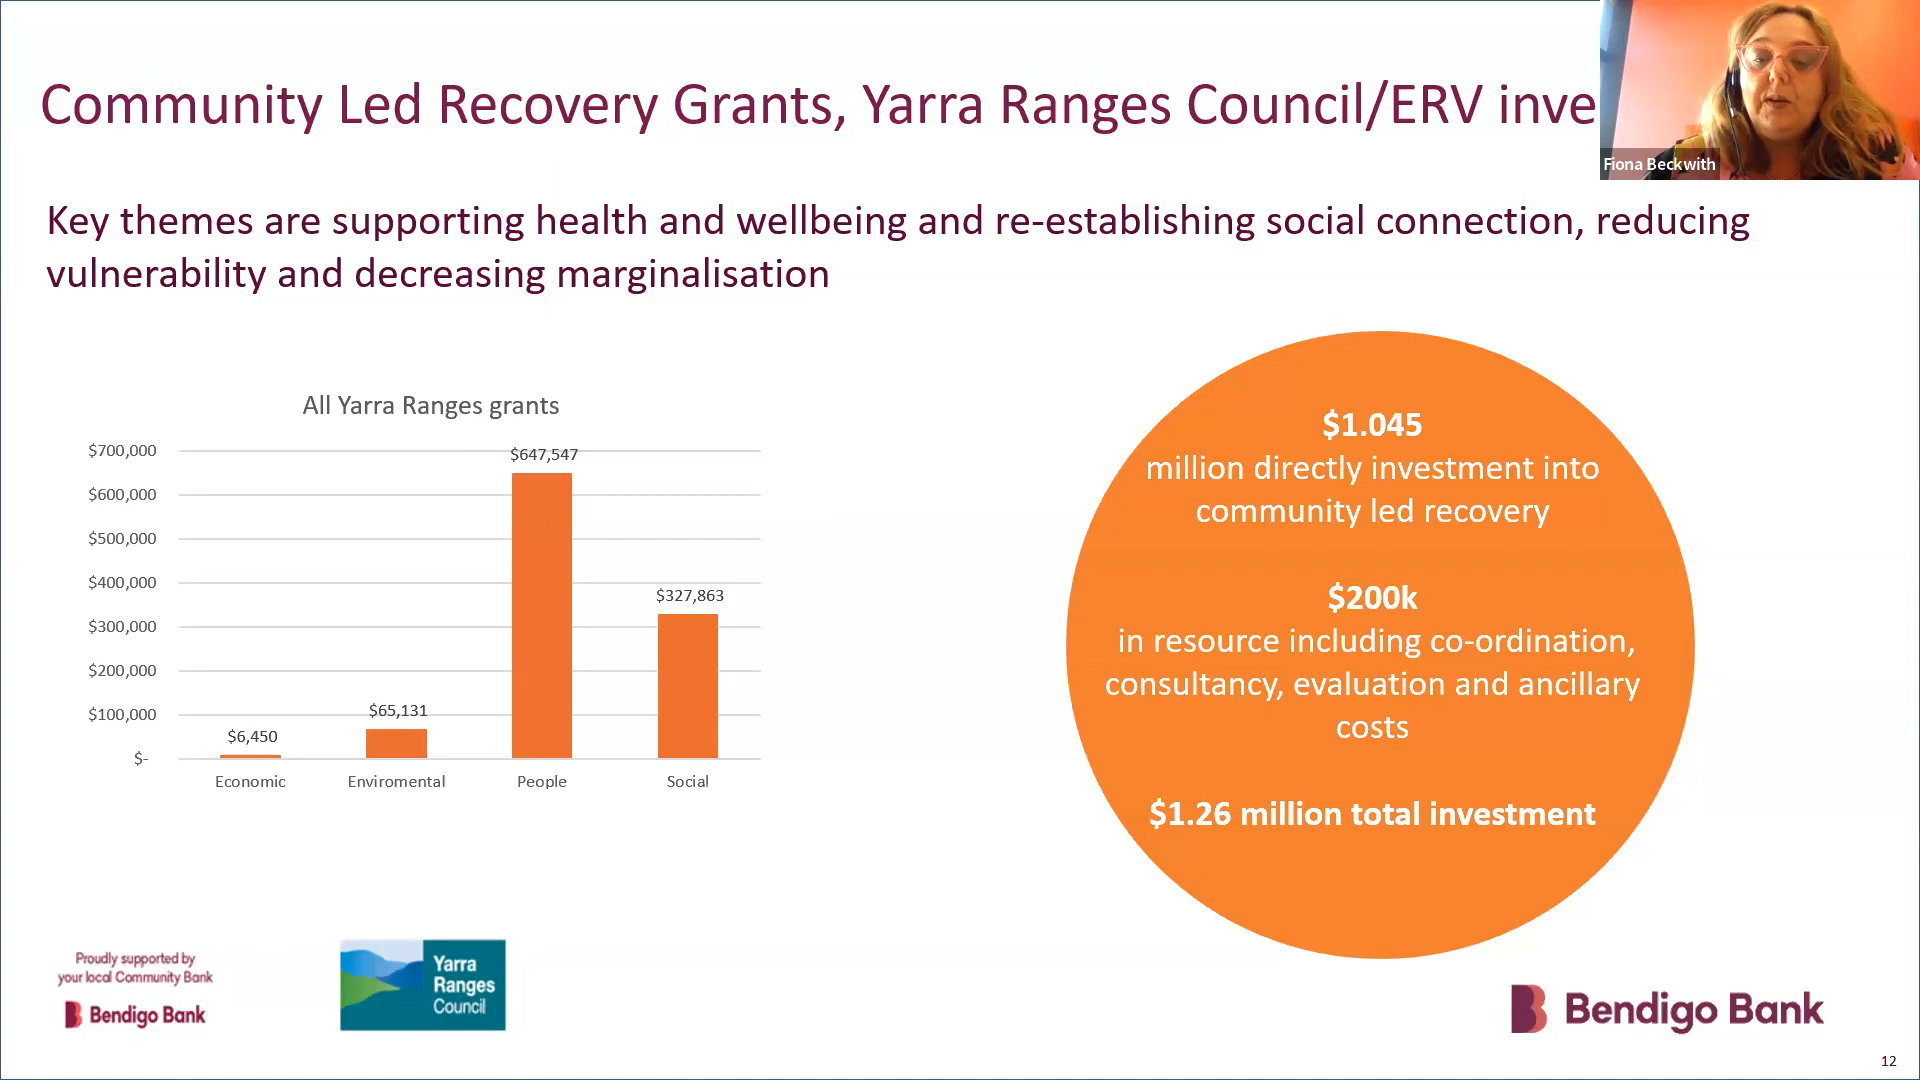 Community Led Recovery Grants, Yarra Ranges Council/ERV inve
Fiona Beckwith
Key themes are supporting health and wellbeing and re-establishing social connection, reducing
vulnerability and decreasing marginalisation
All Yarra Ranges grants
$700,000
$600,000
$500,000
$400,000
$300,000
$200,000
$100,000
$-
$6,450
$65,131
$647,547
$327,863
Economic
Enviromental
People
Social
$1.045
million directly investment into
community led recovery
$200k
in resource including co-ordination,
consultancy, evaluation and ancillary
costs
$1.26 million total investment
Proudly supported by
your local Community Bank
Bendigo Bank
Yarra
Ranges
Council
Bendigo Bank
12